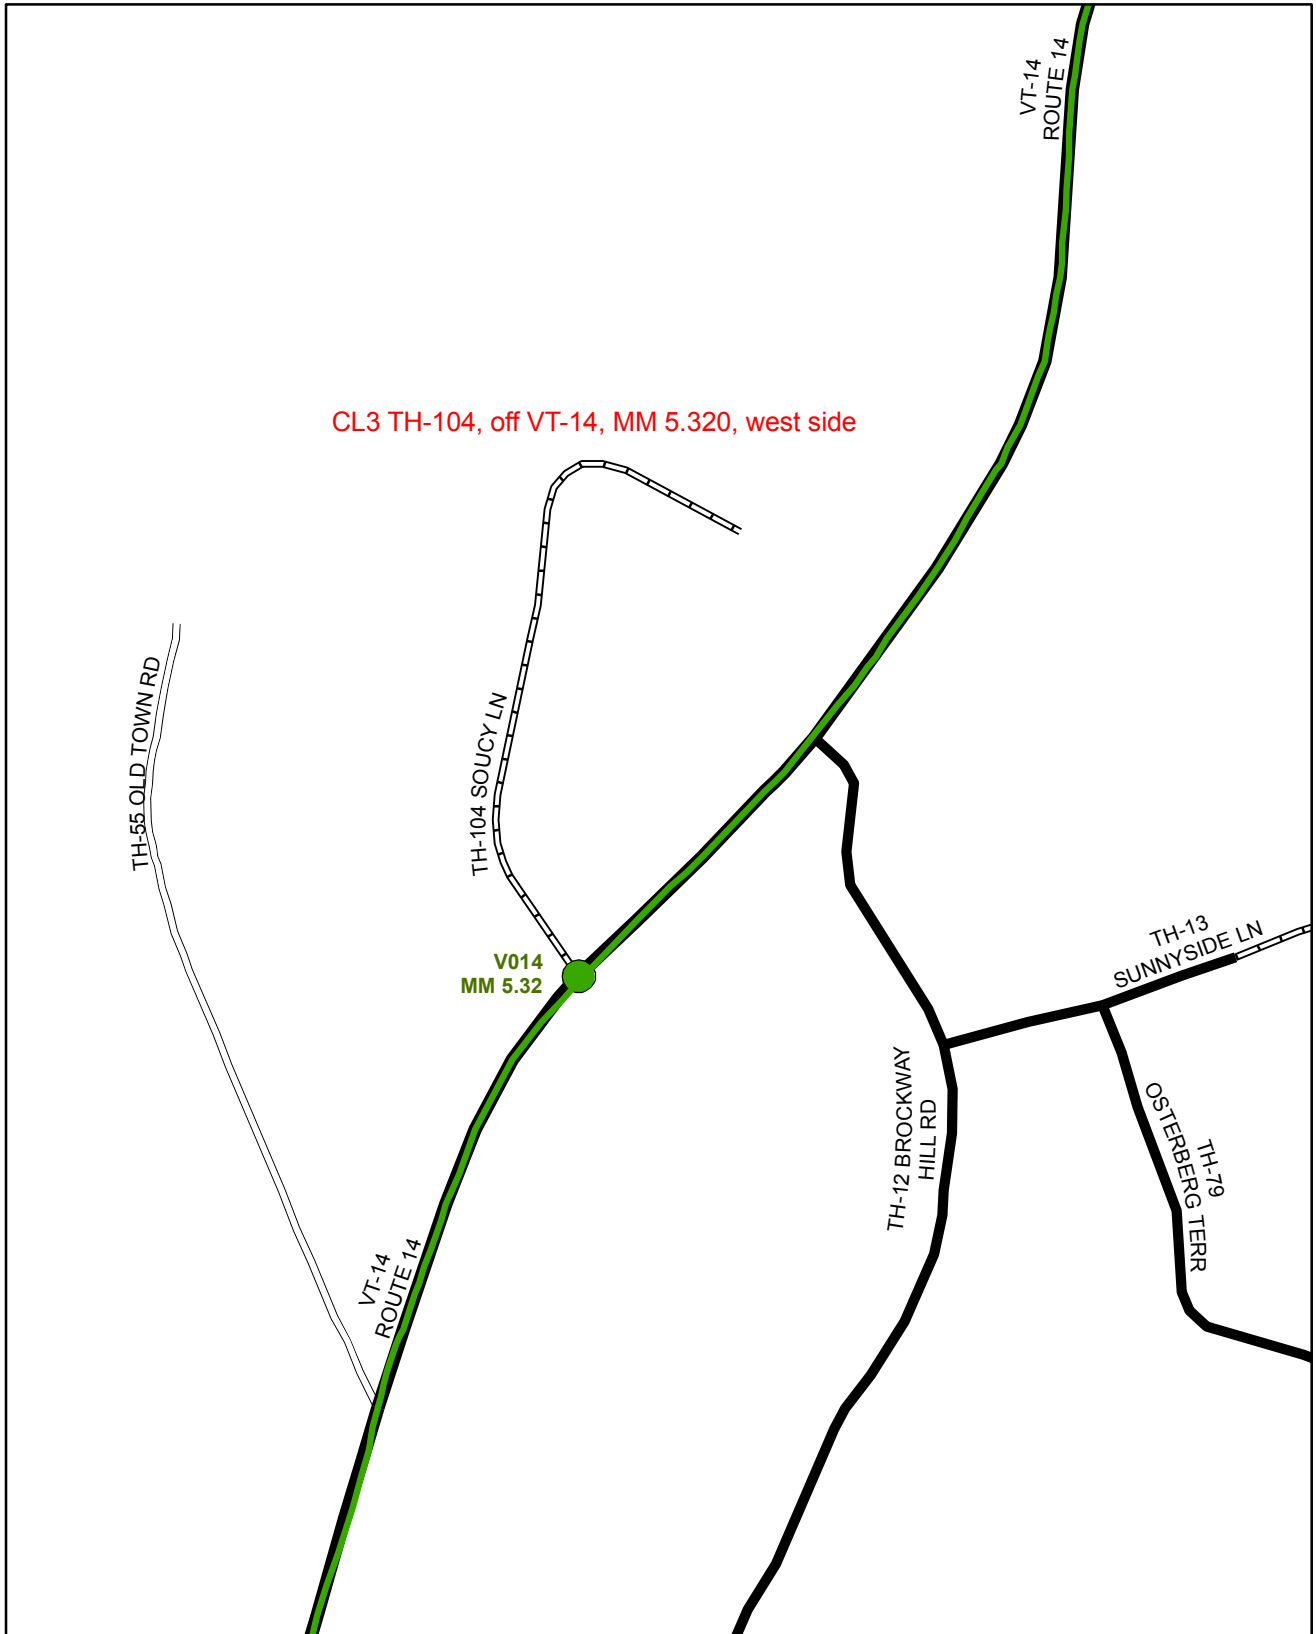 VT-14
ROUTE 14
CL3 TH-104, off VT-14, MM 5.320, west side
TH-55 OLD TOWN RD
TH-104 SOUCY LN
V014
MM 5.32
TH-13
SUNNYSIDE LN
TH-12 BROCKWAY
HILL RD
TH-79
OSTERBERG TERR
VT-14
ROUTE 14